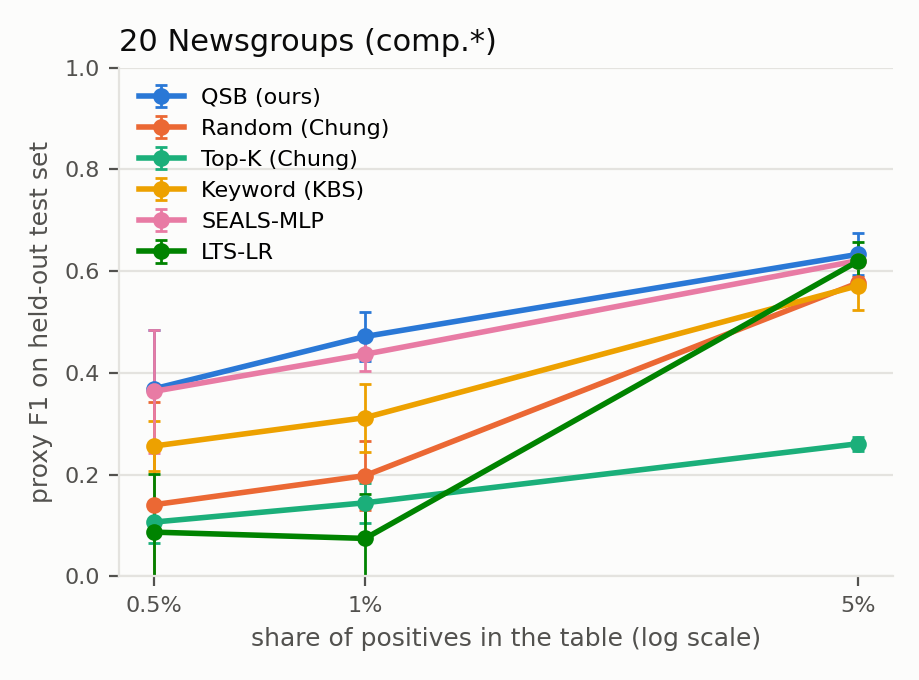 20 Newsgroups (comp.*)
proxy F1 on held-out test set
1.0
0.8
0.6
0.4
0.2
0.0
QSB (ours)
Random (Chung)
Top-K (Chung)
Keyword (KBS)
SEALS-MLP
LTS-LR
0.5%
1%
5%
share of positives in the table (log scale)